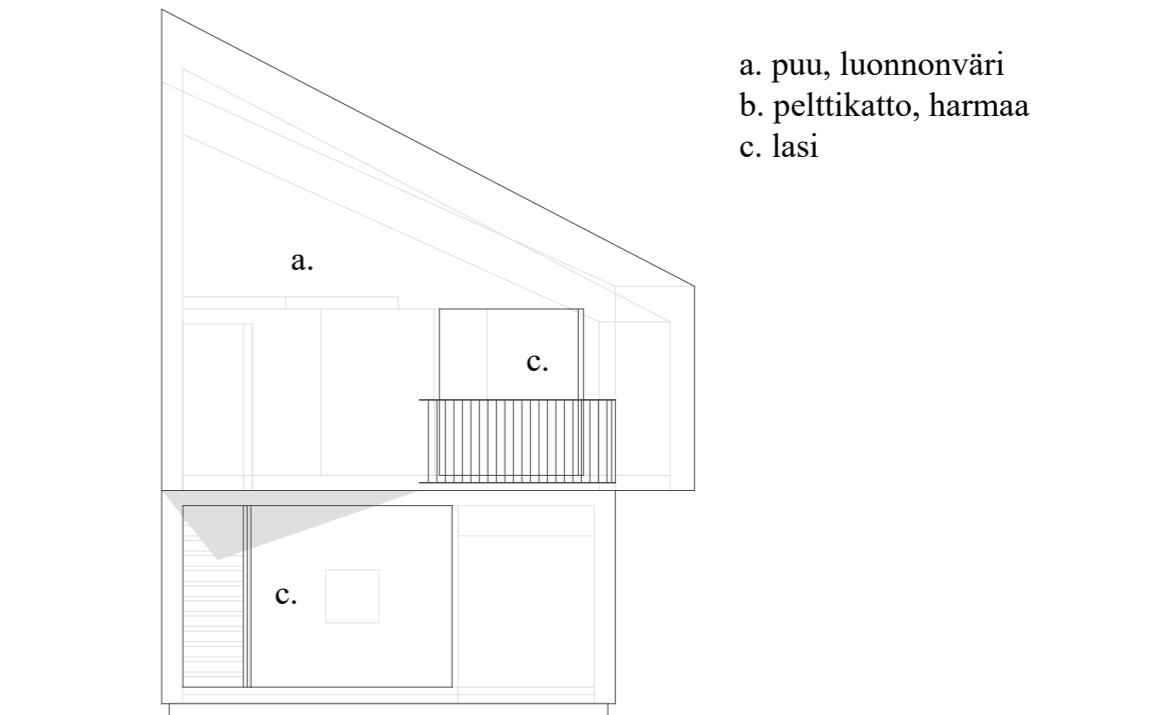 a. puu, luonnonväri
b. pelttikatto, harmaa
c. lasi
a.
c.
c.